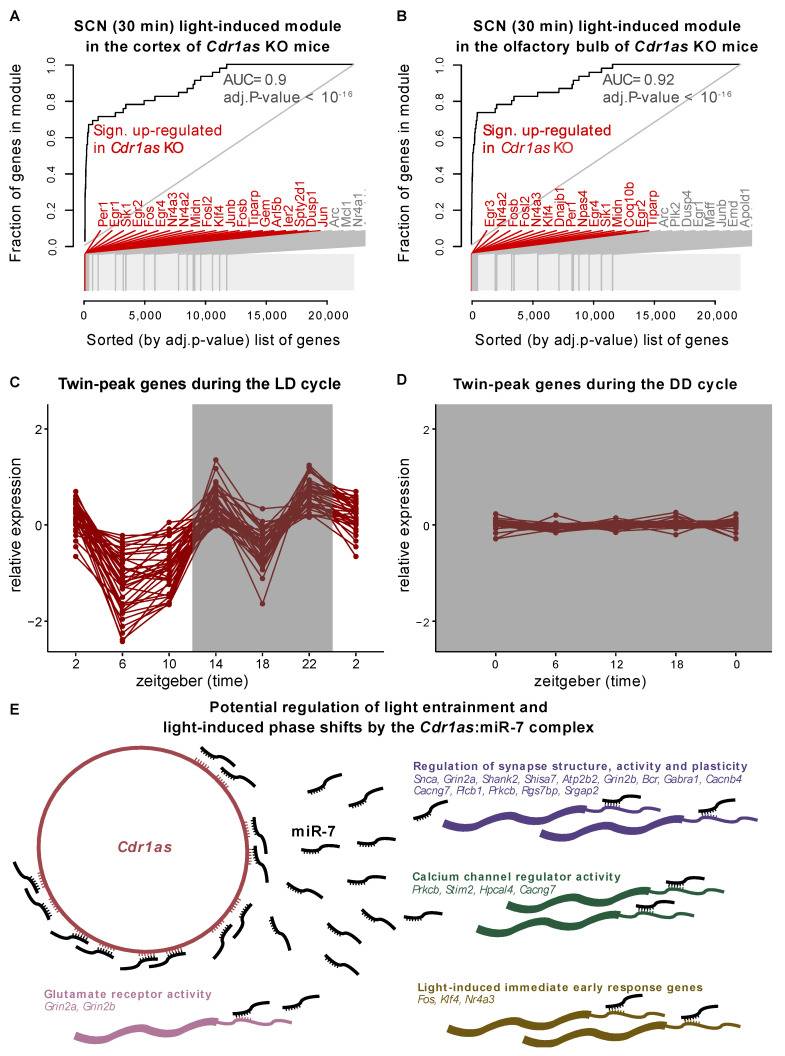 A
SCN (30 min) light-induced module
in the cortex of Cdr1as KO mice
Fraction of genes in module
1.0
0.8
0.6
0.4
0.2
0.0
AUC= 0.9
adj.P-value < 10-16
Sign. up-regulated
in Cdr1as KO
Per1
Egr1
Sik1
Egr2
Fos
Egr4
Nr4a3
Nr4a2
Midn
Fosl2
Klf4
Junb
Fosb
Tiparp
Gem
Arl5b
Ier2
Spty2d1
Dusp1
Jun
Arc
Mcl1
Nr4a1
0
5,000
10,000
15,000
20,000
Sorted (by adj.p-value) list of genes
B
SCN (30 min) light-induced module
in the olfactory bulb of Cdr1as KO mice
Fraction of genes in module
1.0
0.8
0.6
0.4
0.2
0.0
AUC= 0.92
adj.P-value < 10-16
Sign. up-regulated
in Cdr1as KO
Egr3
Nr4a2
Fosb
Fosl2
Nr4a3
Klf4
Dnajb1
Per1
Npas4
Egr4
Sik1
Midn
Coq10b
Egr2
Tiparp
Arc
Plk2
Dusp4
Egr1
Maff
Junb
Ernd
Apold1
0
5,000
10,000
15,000
20,000
Sorted (by adj.p-value) list of genes
C
Twin-peak genes during the LD cycle
relative expression
2
0
−2
2
6
10
14
18
22
2
zeitgeber (time)
D
Twin-peak genes during the DD cycle
relative expression
2
0
−2
0
6
12
18
0
zeitgeber (time)
E
Potential regulation of light entrainment and
light-induced phase shifts by the Cdr1as:miR-7 complex
Cdr1as
miR-7
Regulation of synapse structure, activity and plasticity
Snca, Grin2a, Shank2, Shisa7, Atp2b2, Grin2b, Bcr, Gabra1, Cacnb4
Cacng7, Plcb1, Prkcb, Rgs7bp, Srgap2
Calcium channel regulator activity
Prkcb, Stim2, Hpcal4, Cacng7
Glutamate receptor activity
Grin2a, Grin2b
Light-induced immediate early response genes
Fos, Klf4, Nr4a3